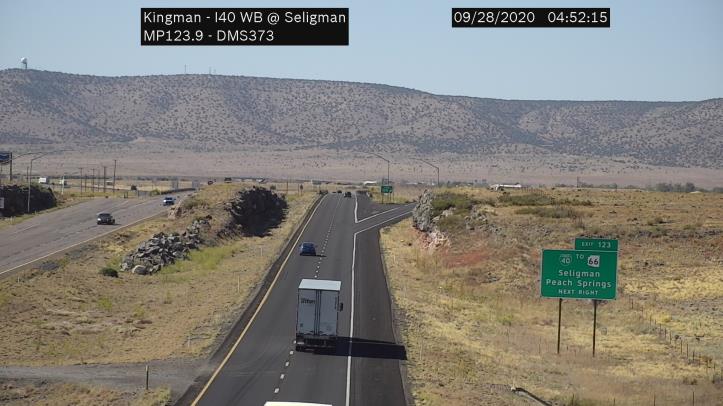 Kingman - I40 WB @ Seligman
MP123.9 - DMS373
09/28/2020 04:52:15
EXIT 123
40 TO 66
Seligman
Peach Springs
NEXT RIGHT